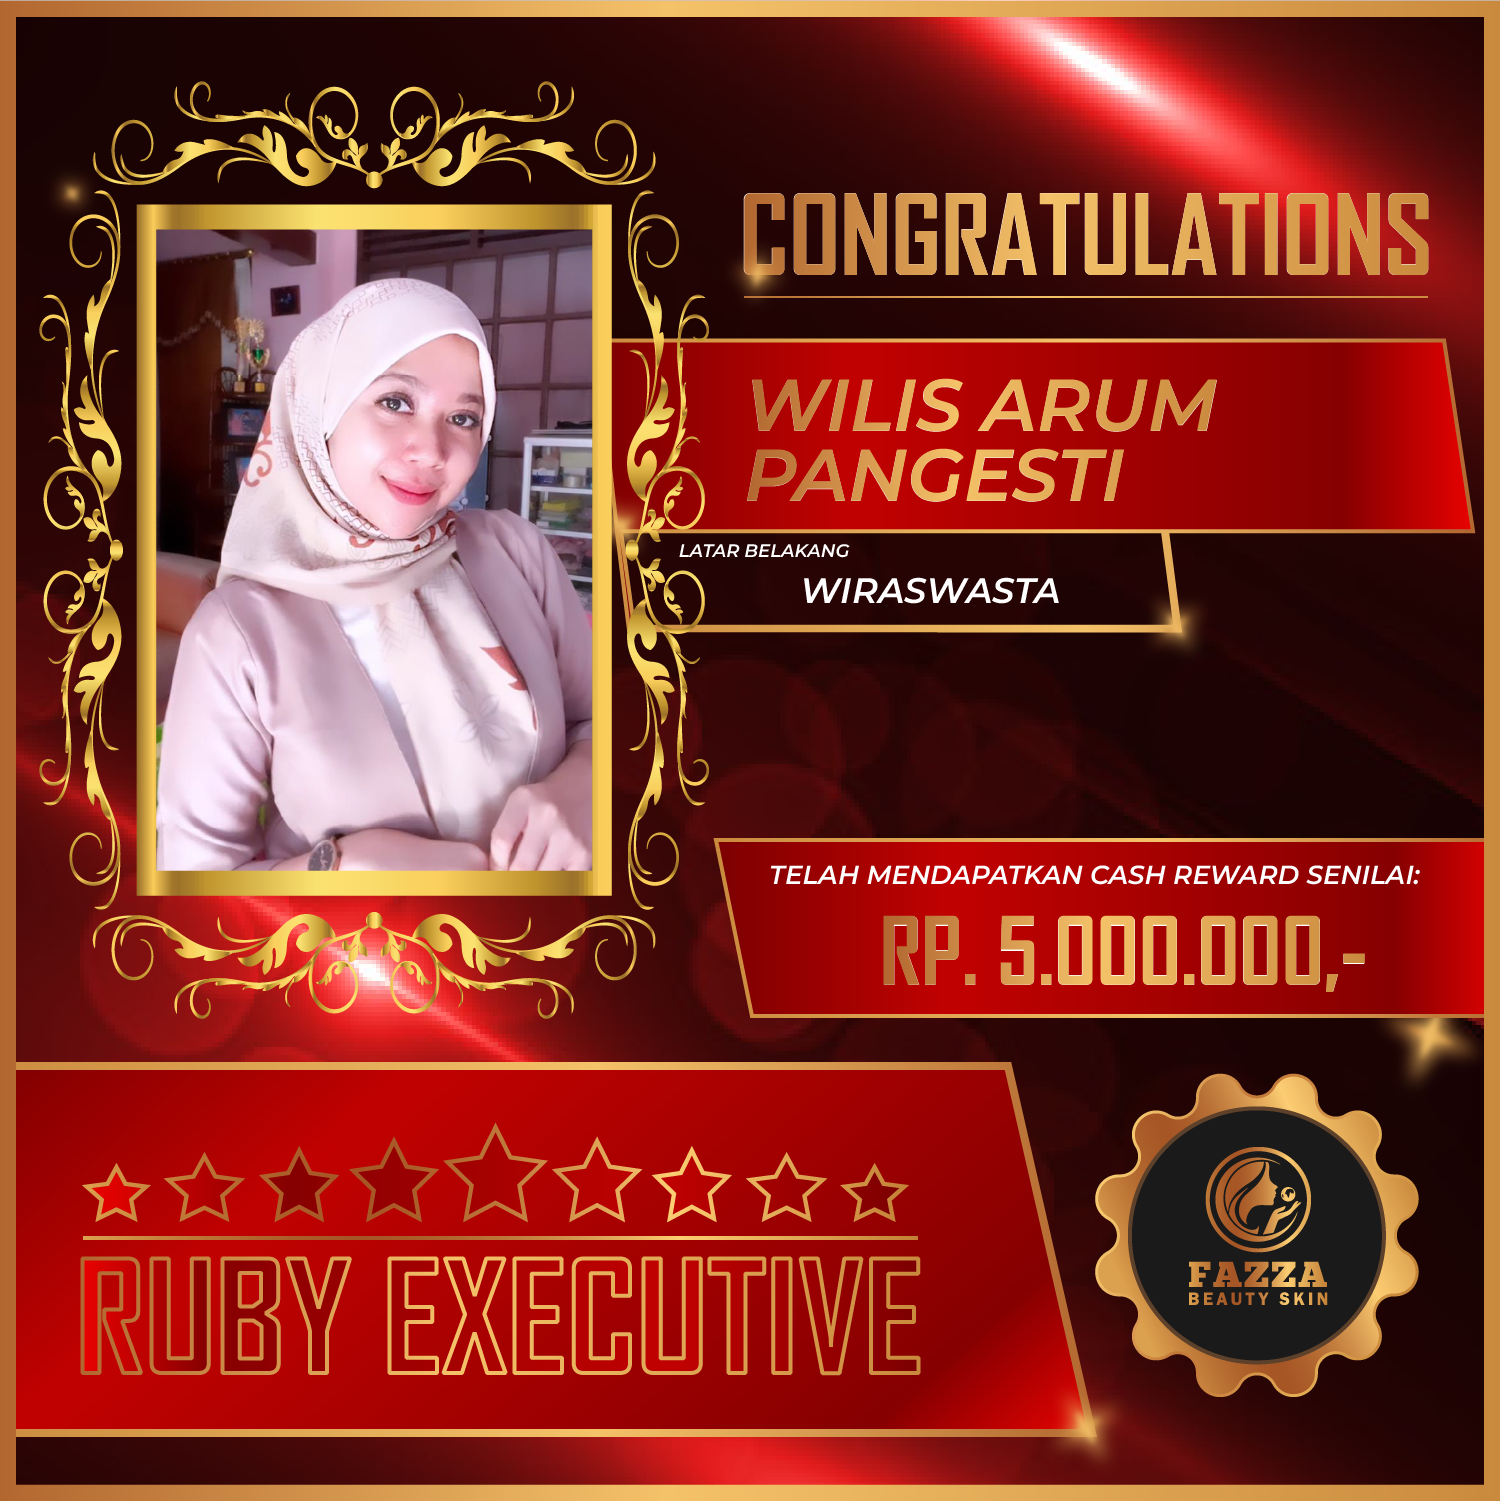 CONGRATULATIONS
WILIS ARUM
PANGESTI
LATAR BELAKANG
WIRASWASTA
TELAH MENDAPATKAN CASH REWARD SENILAI:
RP. 5.000.000,-
RUBY EXECUTIVE
FAZZA
BEAUTY SKIN